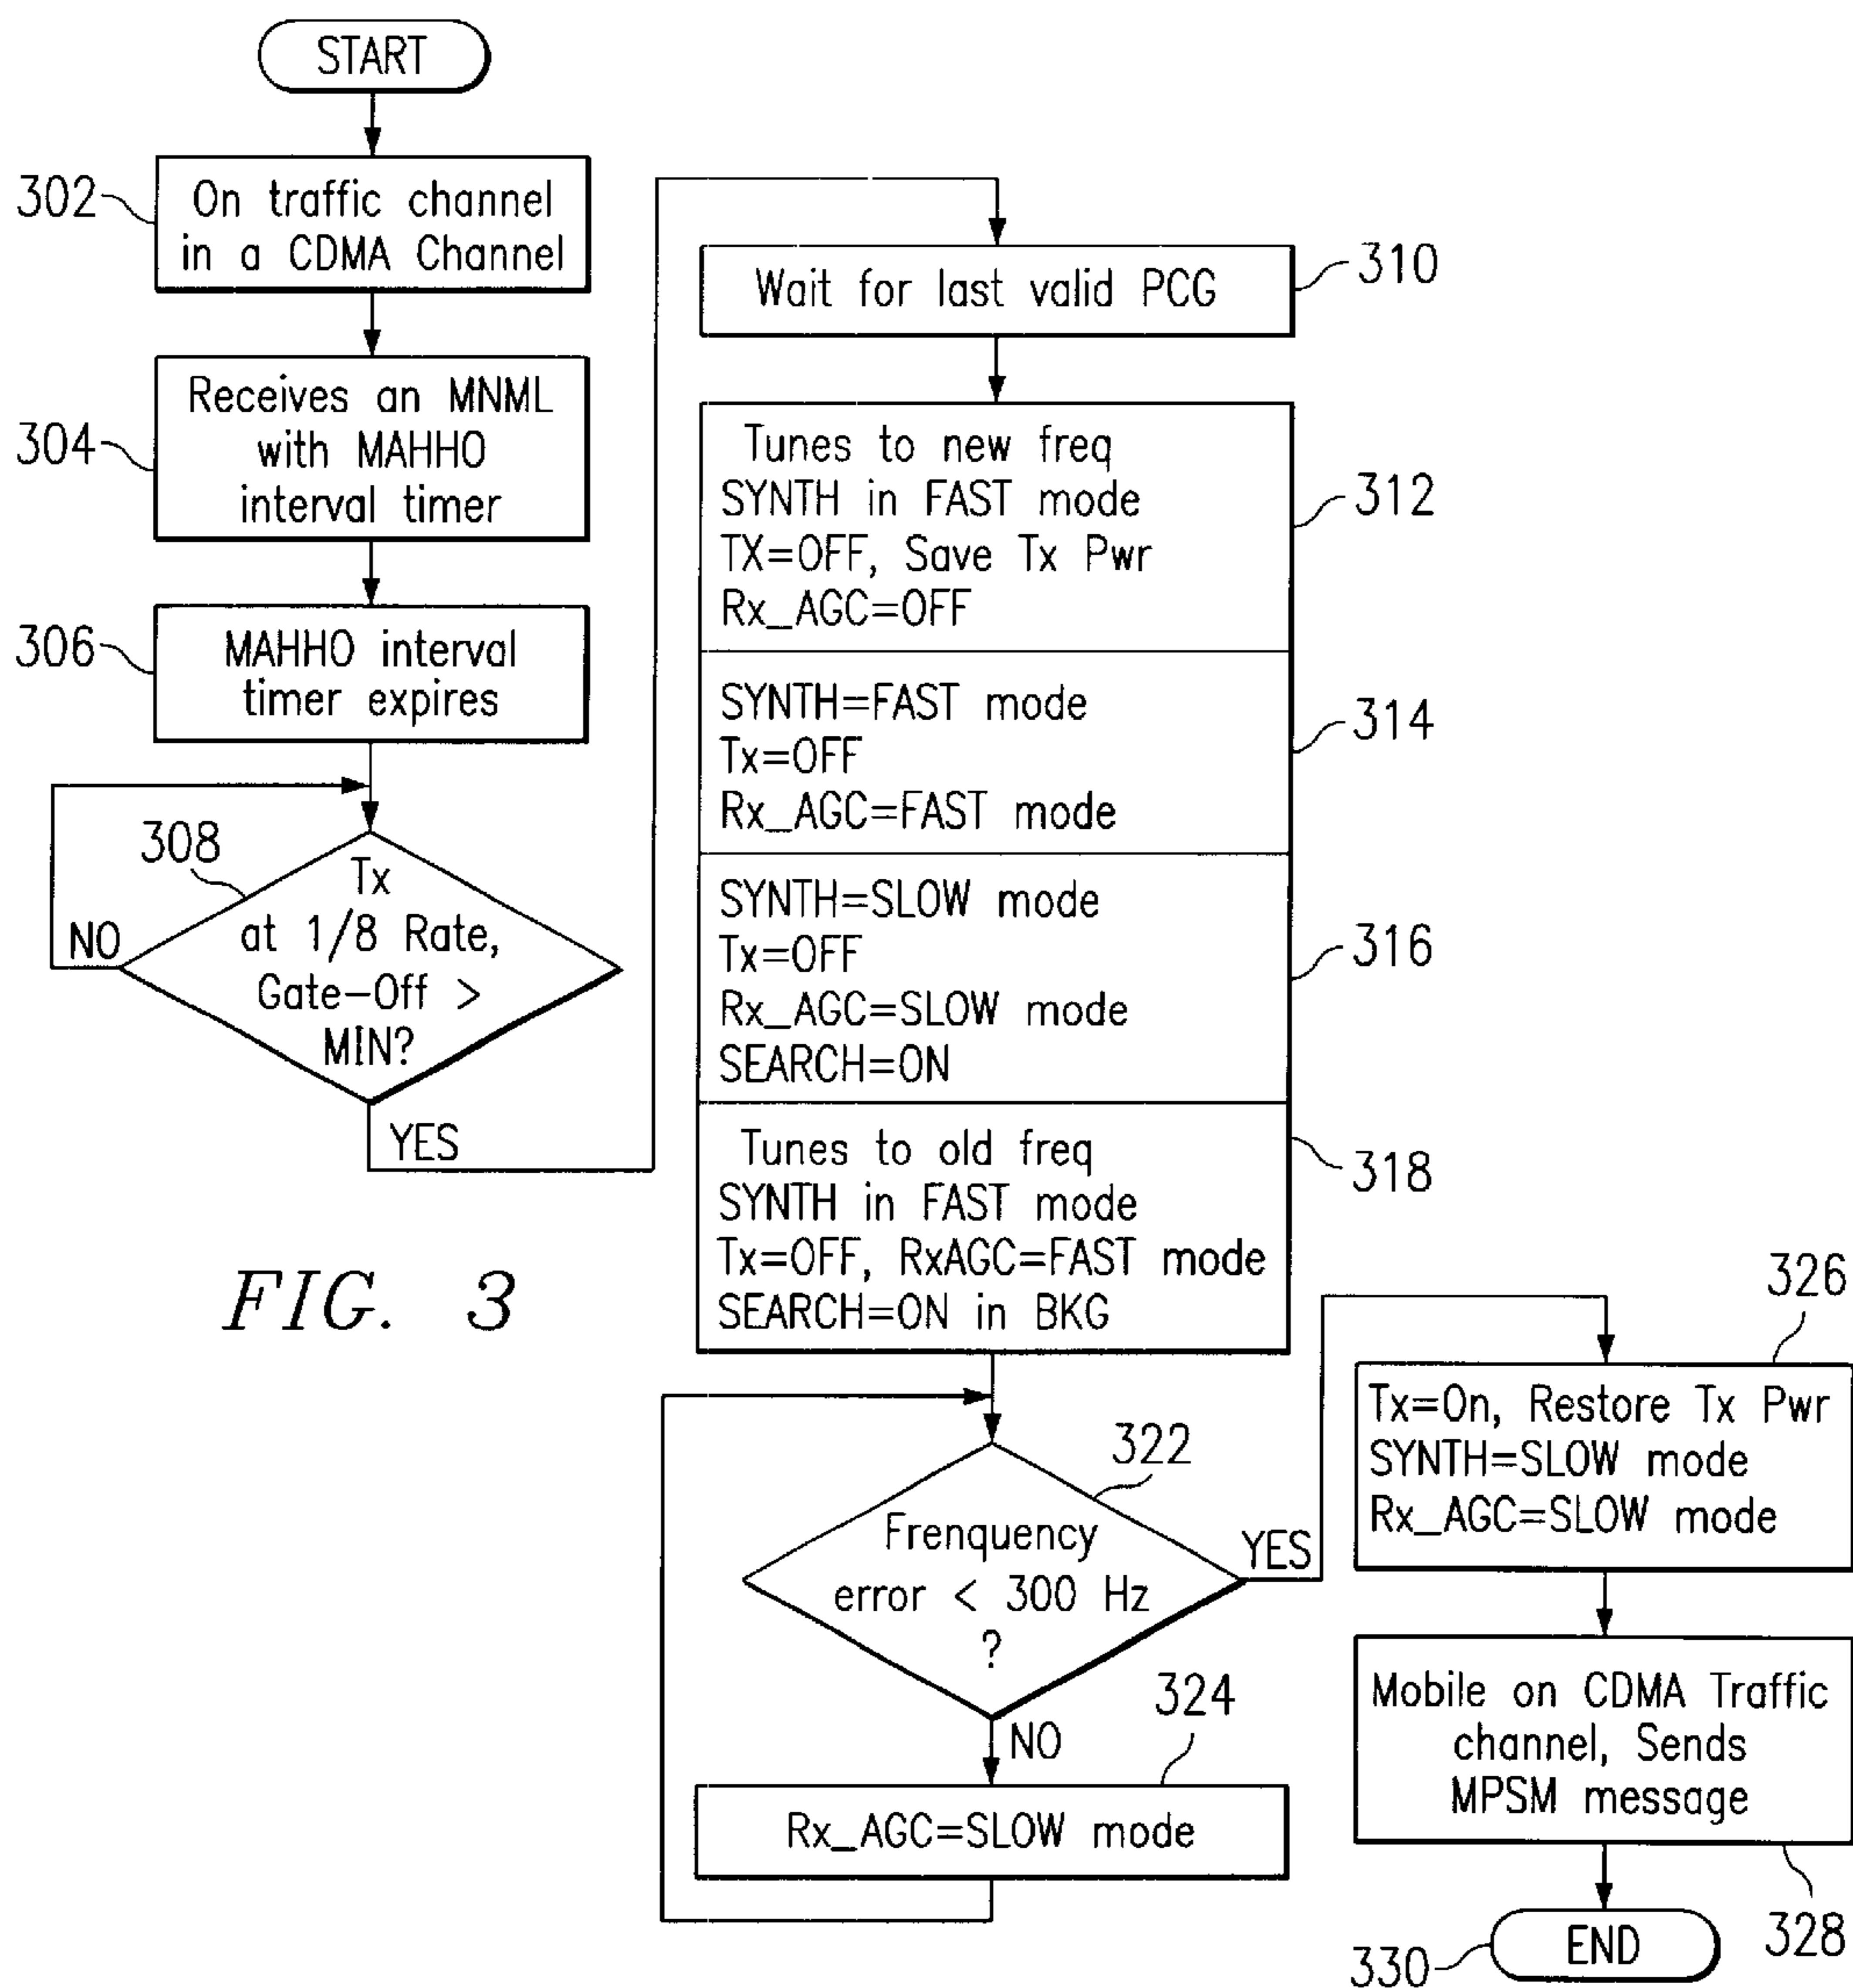 START
302
On traffic channel
in a CDMA Channel
304
Receives an MNML
with MAHHO
interval timer
306
MAHHO interval
timer expires
308
Tx
at 1/8 Rate,
Gate-Off >
MIN?
NO
YES
310
Wait for last valid PCG
312
Tunes to new freq
SYNTH in FAST mode
TX=OFF, Save Tx Pwr
Rx_AGC=OFF
314
SYNTH=FAST mode
Tx=OFF
Rx_AGC=FAST mode
316
SYNTH=SLOW mode
Tx=OFF
Rx_AGC=SLOW mode
SEARCH=ON
318
Tunes to old freq
SYNTH in FAST mode
Tx=OFF, RxAGC=FAST mode
SEARCH=ON in BKG
322
Frenquency
error < 300 Hz
?
YES
NO
324
Rx_AGC=SLOW mode
326
Tx=On, Restore Tx Pwr
SYNTH=SLOW mode
Rx_AGC=SLOW mode
Mobile on CDMA Traffic
channel, Sends
MPSM message
328
330
END
FIG. 3